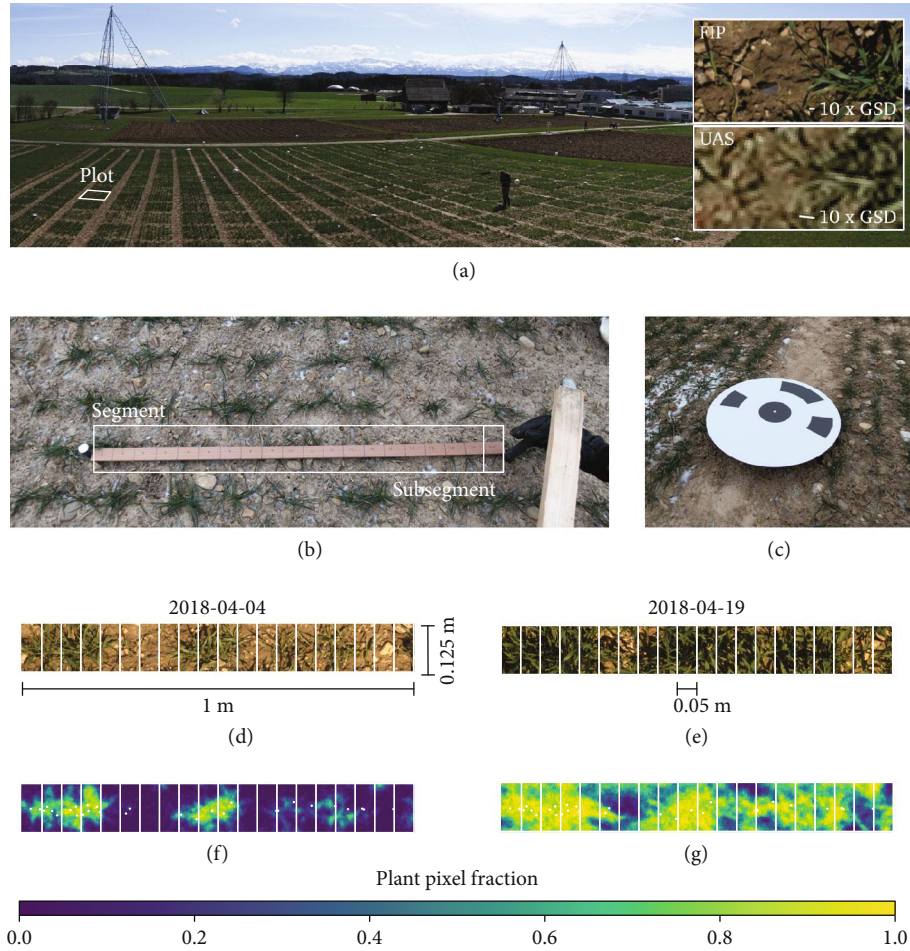 FIP
10 x GSD
UAS
10 x GSD
Plot
(a)
Segment
Subsegment
(b)
(c)
2018-04-04
2018-04-19
0.125 m
1 m
0.05 m
(d)
(e)
(f)
(g)
Plant pixel fraction
0.0
0.2
0.4
0.6
0.8
1.0